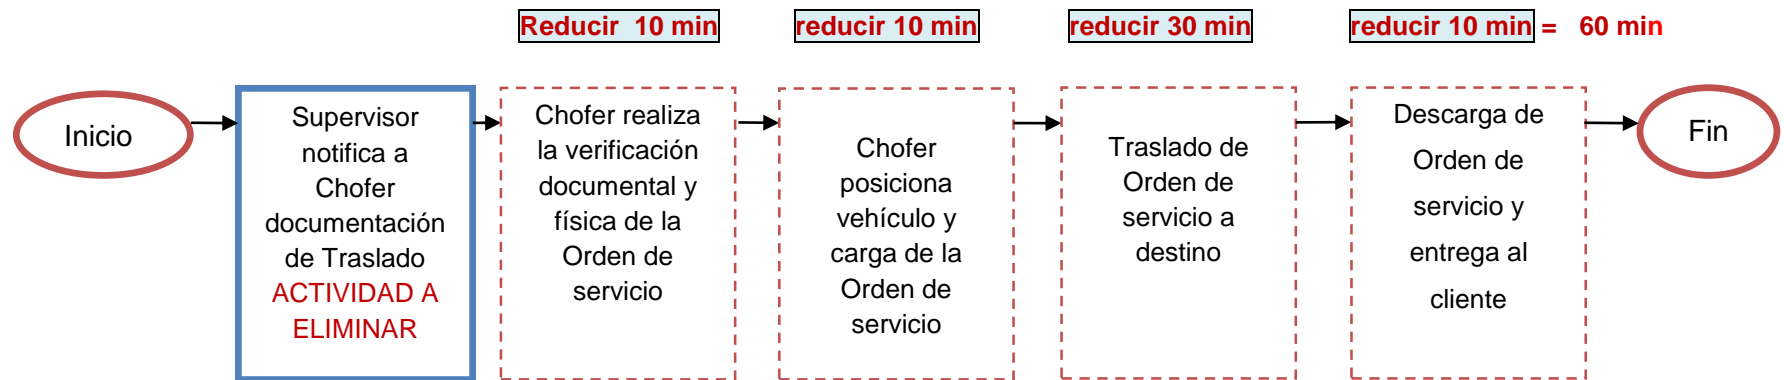 Reducir 10 min
reducir 10 min
reducir 30 min
reducir 10 min = 60 min
Inicio
Supervisor
notifica a
Chofer
documentación
de Traslado
ACTIVIDAD A
ELIMINAR
Chofer realiza
la verificación
documental y
física de la
Orden de
servicio
Chofer
posiciona
vehículo y
carga de la
Orden de
servicio
Traslado de
Orden de
servicio a
destino
Descarga de
Orden de
servicio y
entrega al
cliente
Fin